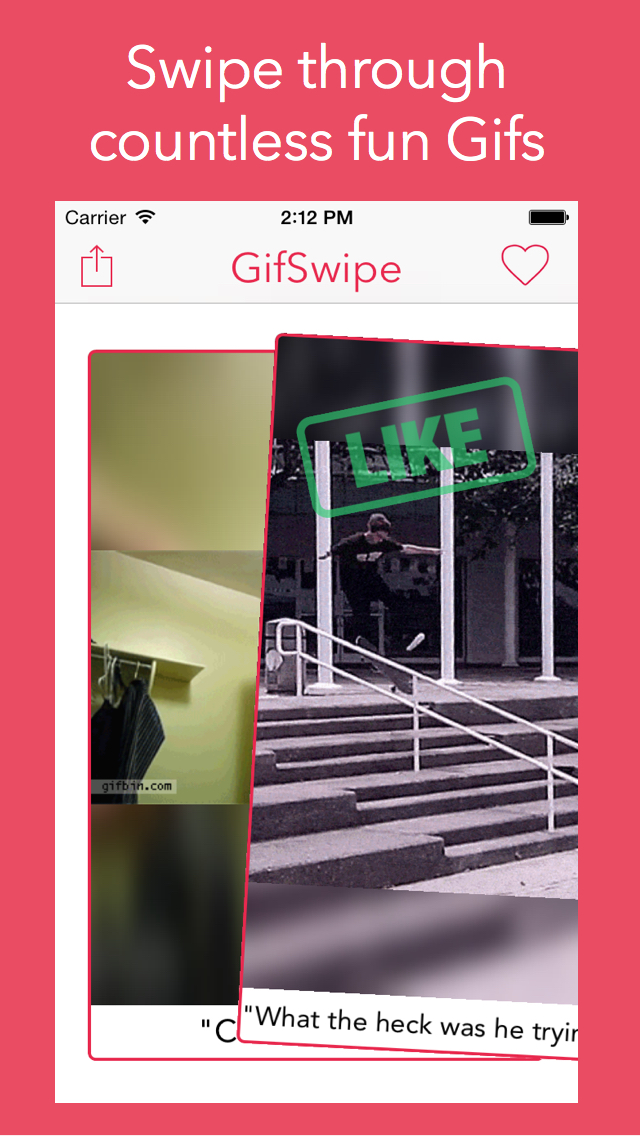 Swipe through
countless fun Gifs
Carrier 2:12 PM
GifSwipe
LIKE
gifbin.com
"C
"What the heck was he tryin